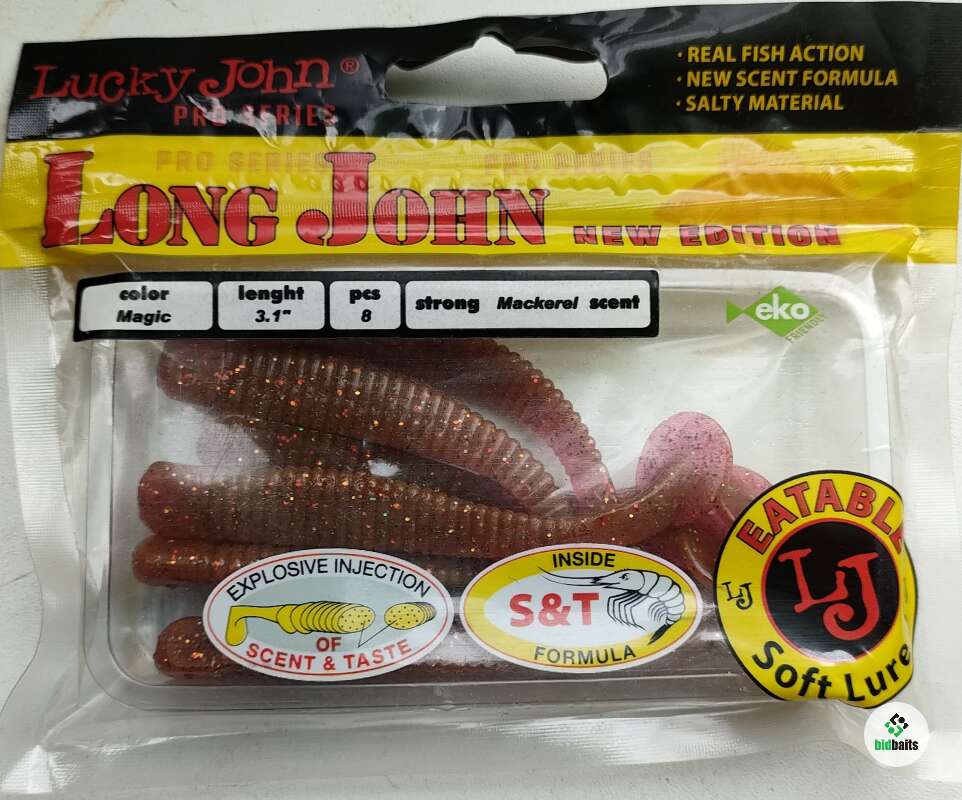 Lucky John®
PRO SERIES
· REAL FISH ACTION
· NEW SCENT FORMULA
· SALTY MATERIAL
PRO SERIES
LONG JOHN NEW EDITION
color
Magic
lenght
3.1"
pcs
8
strong Mackerel scent
eko
FRIENDLY
EXPLOSIVE INJECTION
OF
SCENT & TASTE
INSIDE
S&T
FORMULA
EATABLE
LJ
LJ
Soft Lure
bidbaits